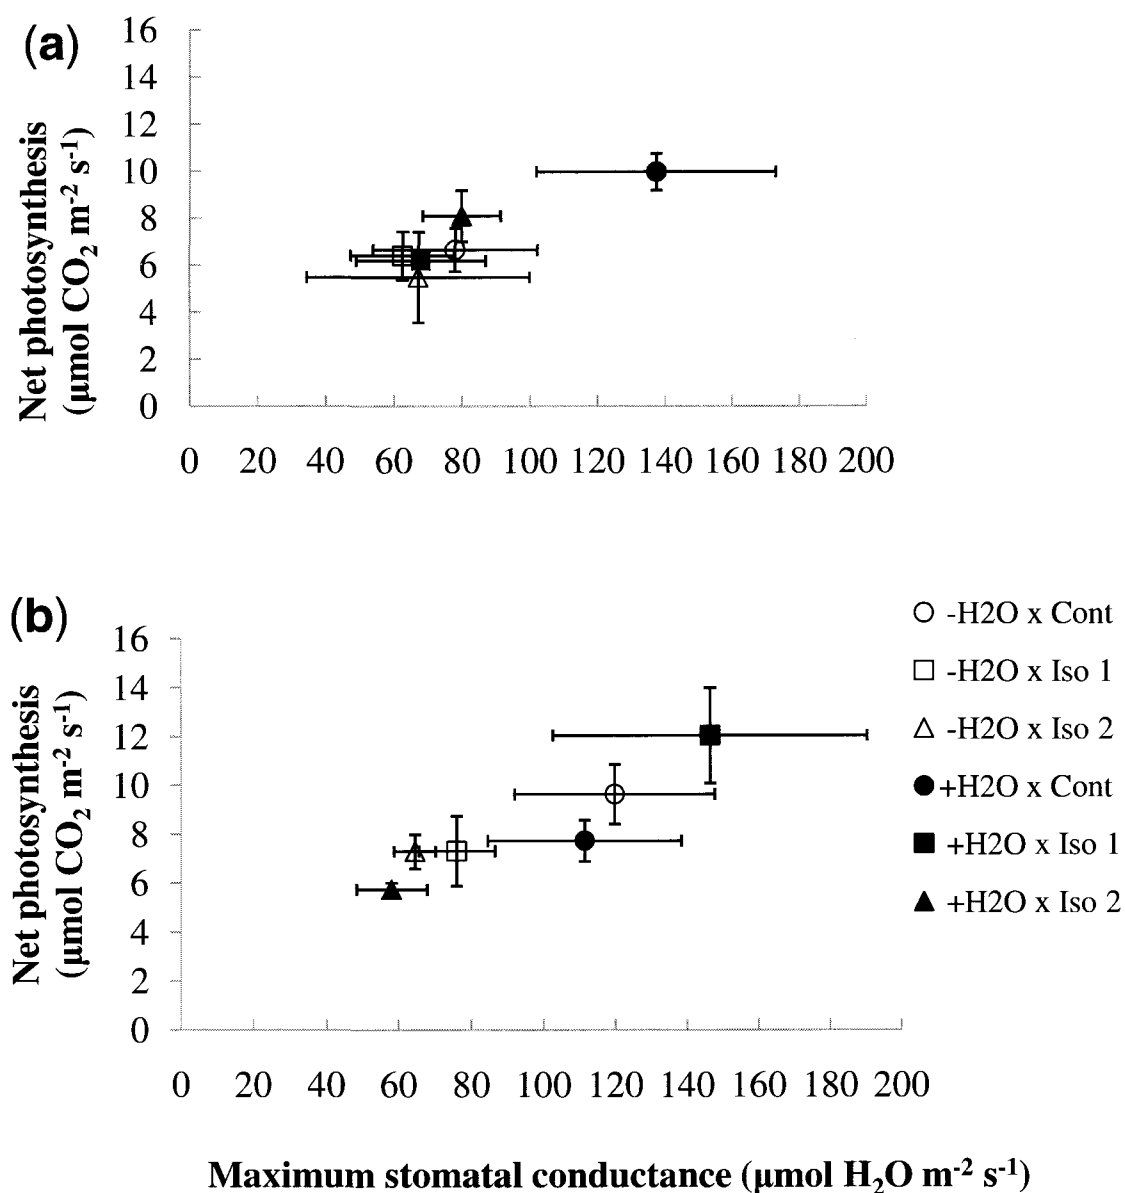 (a)
Net photosynthesis
(µmol CO₂ m⁻² s⁻¹)
16
14
12
10
8
6
4
2
0
0 20 40 60 80 100 120 140 160 180 200
(b)
Net photosynthesis
(µmol CO₂ m⁻² s⁻¹)
16
14
12
10
8
6
4
2
0
0 20 40 60 80 100 120 140 160 180 200
-H2O x Cont
-H2O x Iso 1
-H2O x Iso 2
+H2O x Cont
+H2O x Iso 1
+H2O x Iso 2
Maximum stomatal conductance (µmol H₂O m⁻² s⁻¹)